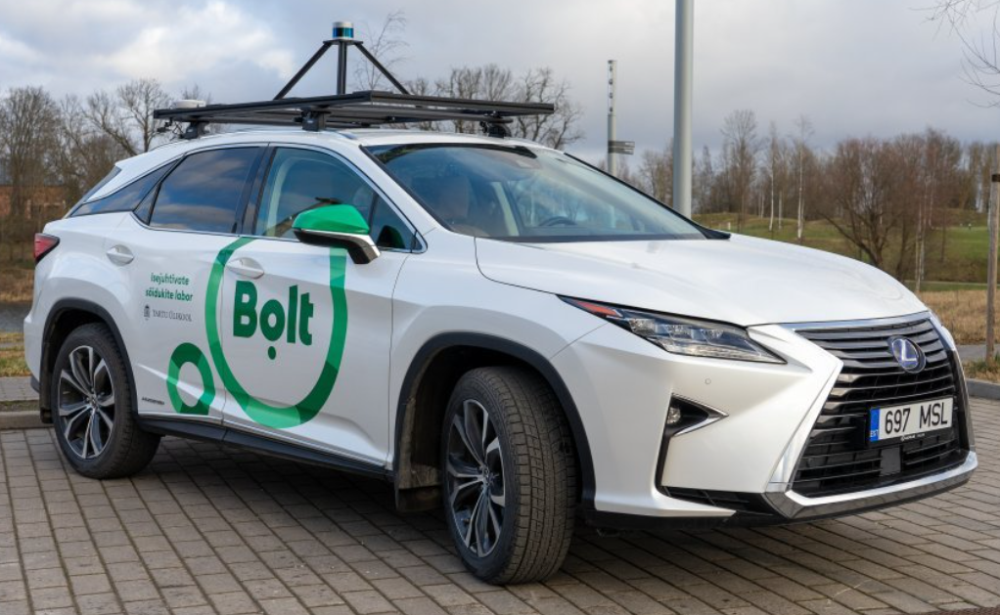 Isejuhtivate
sõidukite labor
TARTU ÜLIKOOL
Bolt
EST
697 MSL